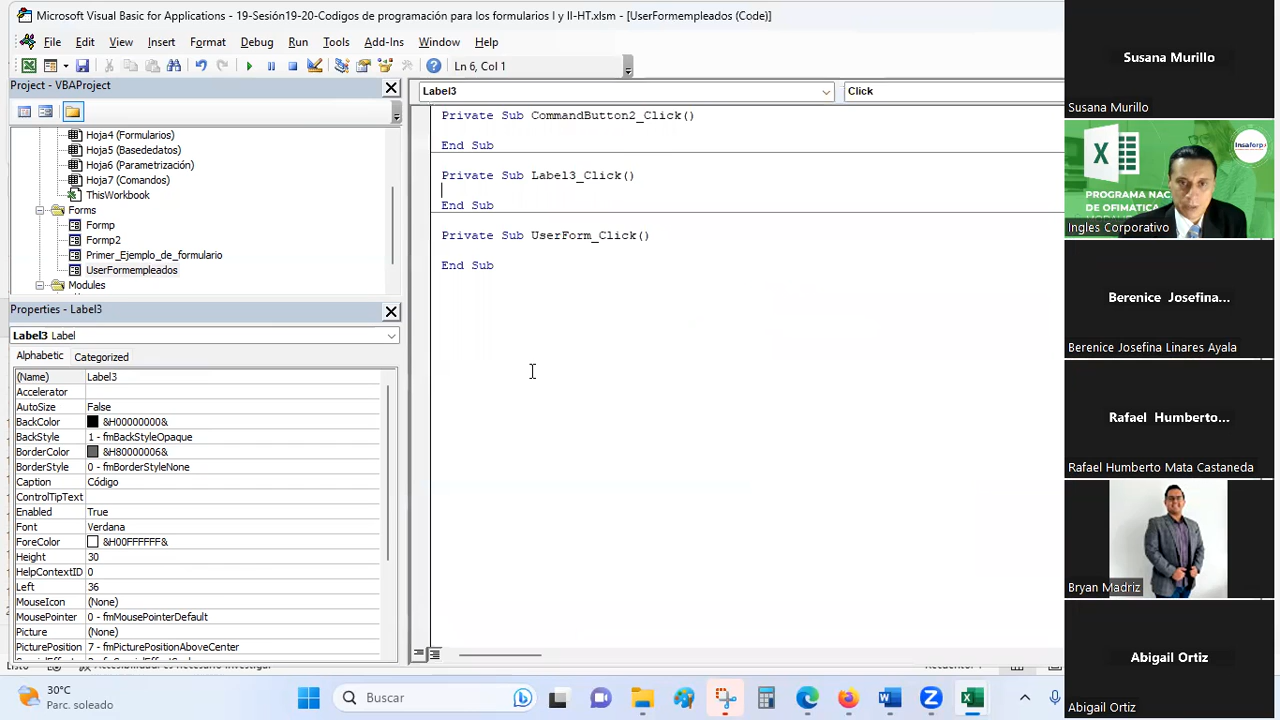 Microsoft Visual Basic for Applications - 19-Sesión19-20-Codigos de programación para los formularios I y II-HT.xlsm - [UserFormempleados (Code)]
File Edit View Insert Format Debug Run Tools Add-Ins Window Help
Ln 6, Col 1
Project - VBAProject
Hoja4 (Formularios)
Hoja5 (Basededatos)
Hoja6 (Parametrización)
Hoja7 (Comandos)
ThisWorkbook
Forms
Formp
Formp2
Primer_Ejemplo_de_formulario
UserFormempleados
Modules
Properties - Label3
Label3 Label
Alphabetic Categorized
(Name) Label3
Accelerator
AutoSize False
BackColor &H00000000&
BackStyle 1 - fmBackStyleOpaque
BorderColor &H80000006&
BorderStyle 0 - fmBorderStyleNone
Caption Código
ControlTipText
Enabled True
Font Verdana
ForeColor &H00FFFFFF&
Height 30
HelpContextID 0
Left 36
MouseIcon (None)
MousePointer 0 - fmMousePointerDefault
Picture (None)
PicturePosition 7 - fmPicturePositionAboveCenter
Label3 Click
Private Sub CommandButton2_Click()
End Sub
Private Sub Label3_Click()
End Sub
Private Sub UserForm_Click()
End Sub
Susana Murillo
Susana Murillo
X
Insaforp
PROGRAMA NAC
DE OFIMATICA
Ingles Corporativo
Berenice Josefina...
Berenice Josefina Linares Ayala
Rafael Humberto...
Rafael Humberto Mata Castaneda
Bryan Madriz
Abigail Ortiz
Abigail Ortiz
30°C
Parc. soleado
Buscar